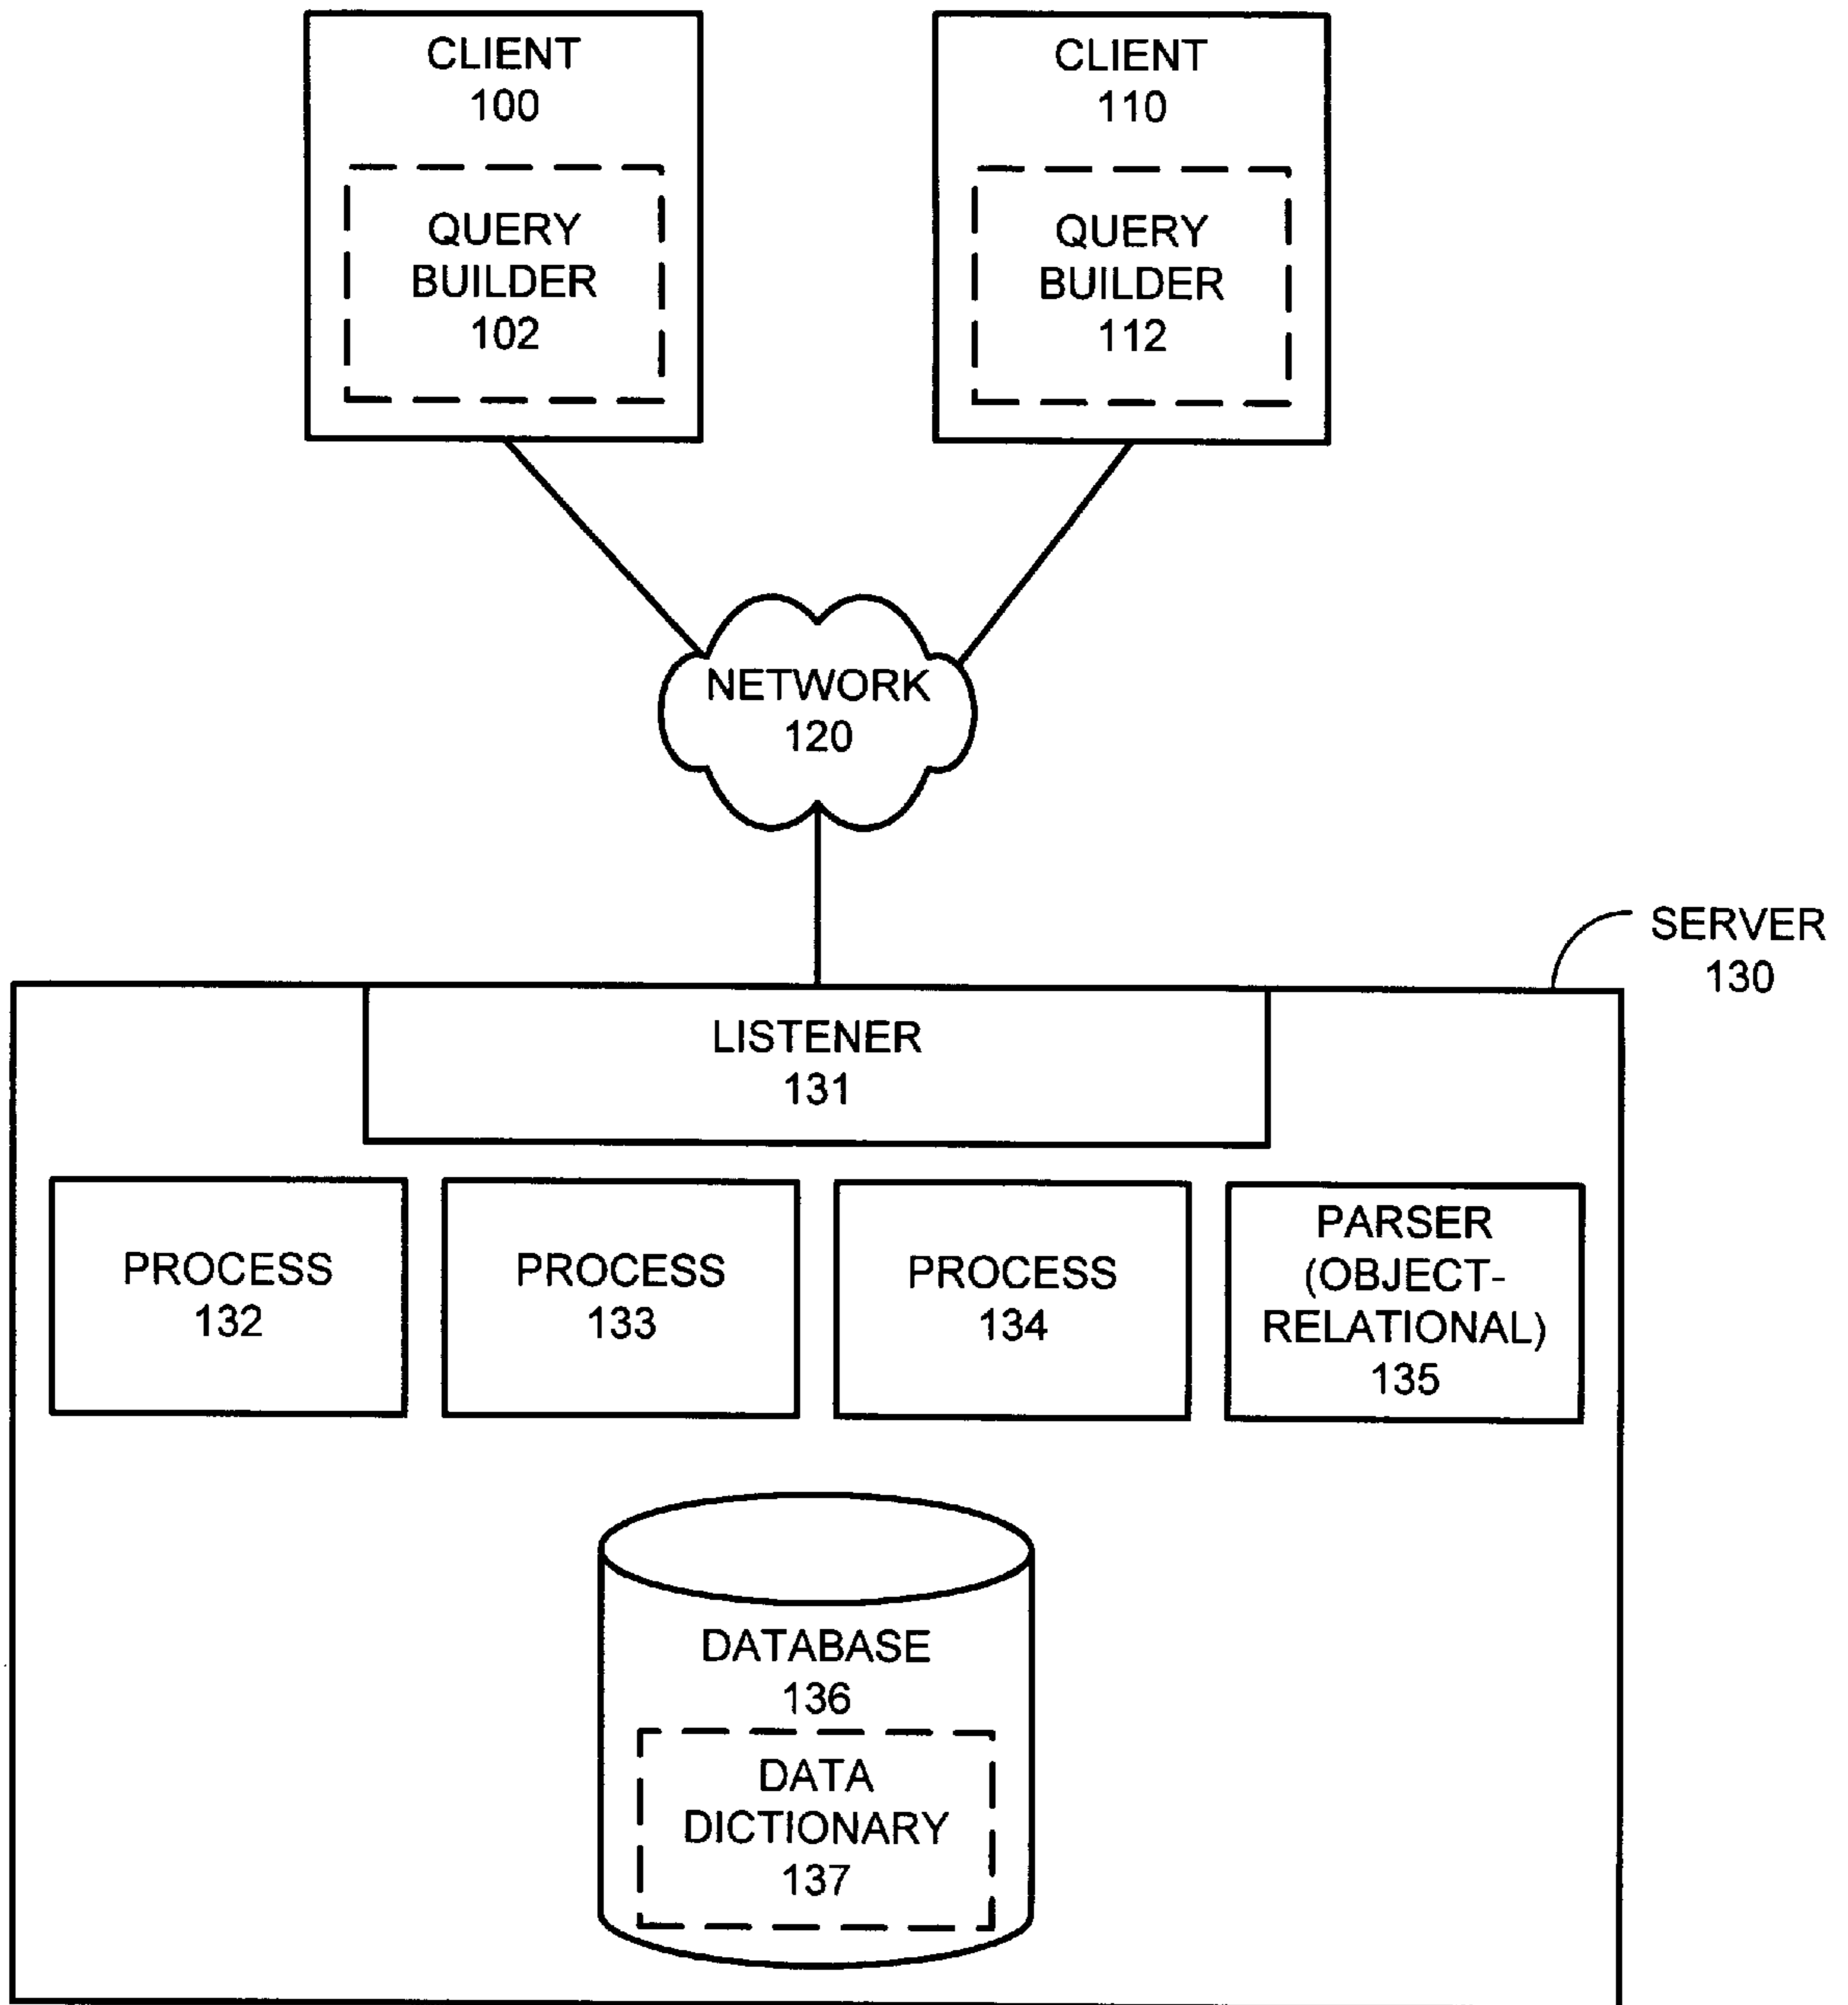 CLIENT
100
QUERY
BUILDER
102
CLIENT
110
QUERY
BUILDER
112
NETWORK
120
SERVER
130
LISTENER
131
PROCESS
132
PROCESS
133
PROCESS
134
PARSER
(OBJECT-
RELATIONAL)
135
DATABASE
136
DATA
DICTIONARY
137